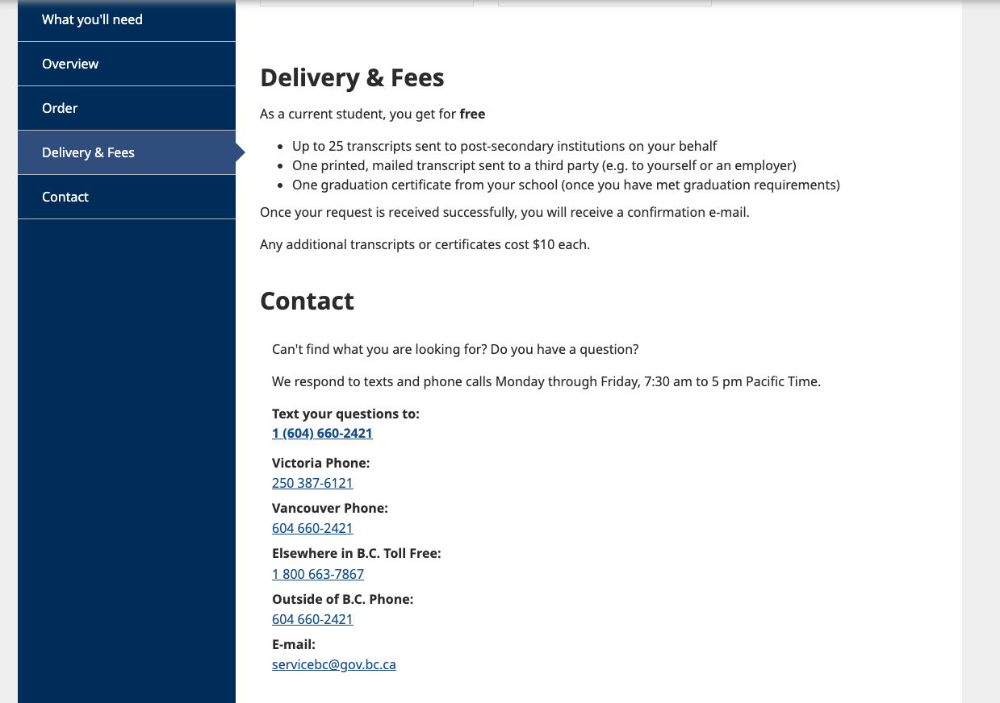 What you'll need
Overview
Order
Delivery & Fees
Contact
Delivery & Fees
As a current student, you get for free
Up to 25 transcripts sent to post-secondary institutions on your behalf
One printed, mailed transcript sent to a third party (e.g. to yourself or an employer)
One graduation certificate from your school (once you have met graduation requirements)
Once your request is received successfully, you will receive a confirmation e-mail.
Any additional transcripts or certificates cost $10 each.
Contact
Can't find what you are looking for? Do you have a question?
We respond to texts and phone calls Monday through Friday, 7:30 am to 5 pm Pacific Time.
Text your questions to:
1 (604) 660-2421
Victoria Phone:
250 387-6121
Vancouver Phone:
604 660-2421
Elsewhere in B.C. Toll Free:
1 800 663-7867
Outside of B.C. Phone:
604 660-2421
E-mail:
servicebc@gov.bc.ca